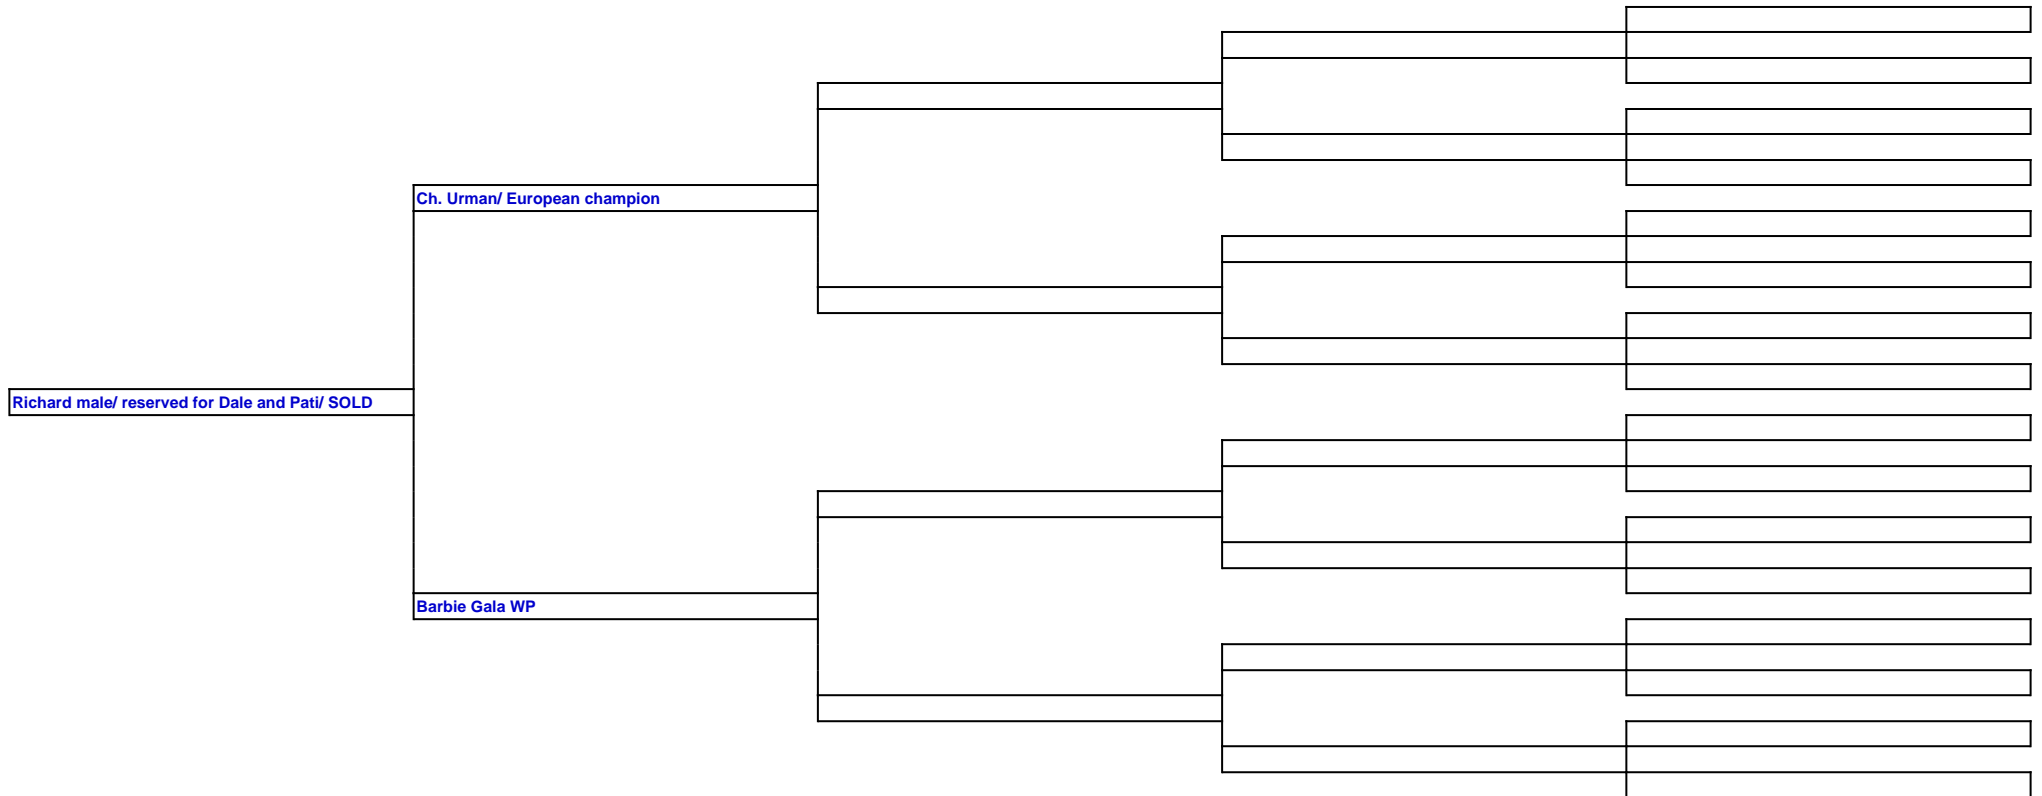 Ch. Urman/ European champion
Richard male/ reserved for Dale and Pati/ SOLD
Barbie Gala WP